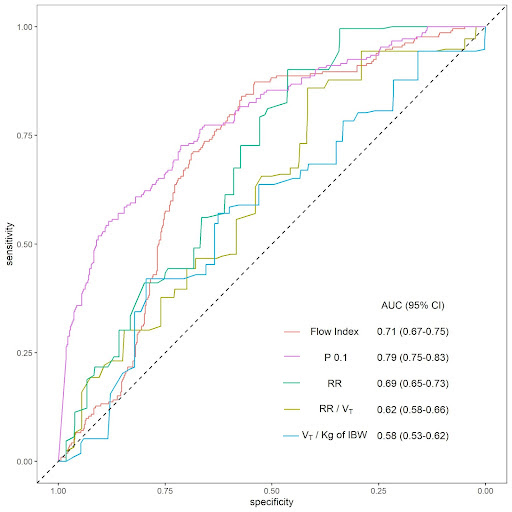 1.00
0.75
0.50
0.25
0.00
sensitivity
AUC (95% CI)
Flow Index 0.71 (0.67-0.75)
P 0.1 0.79 (0.75-0.83)
RR 0.69 (0.65-0.73)
RR / VT 0.62 (0.58-0.66)
VT / Kg of IBW 0.58 (0.53-0.62)
1.00 0.75 0.50 0.25 0.00
specificity